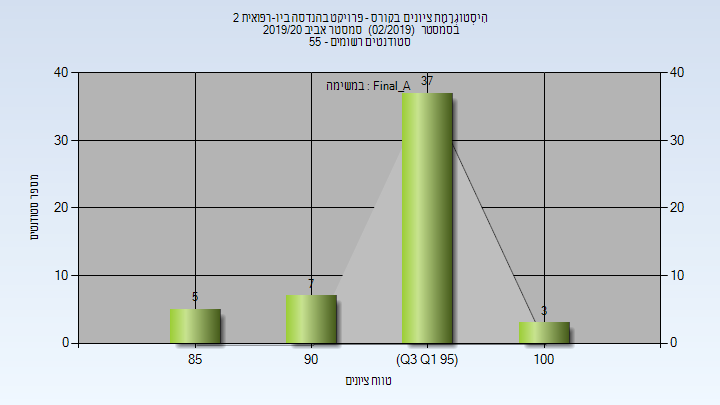 היסטוגרמת ציונים בקורס - פרויקט בהנדסה ביו-רפואית 2
בסמסטר (02/2019) סמסטר אביב 2019/20
סטודנטים רשומים - 55
במשימה : Final_A
מספר סטודנטים
40
30
20
10
0
40
30
20
10
0
5
7
37
3
85
90
(Q3 Q1 95)
100
טווח ציונים